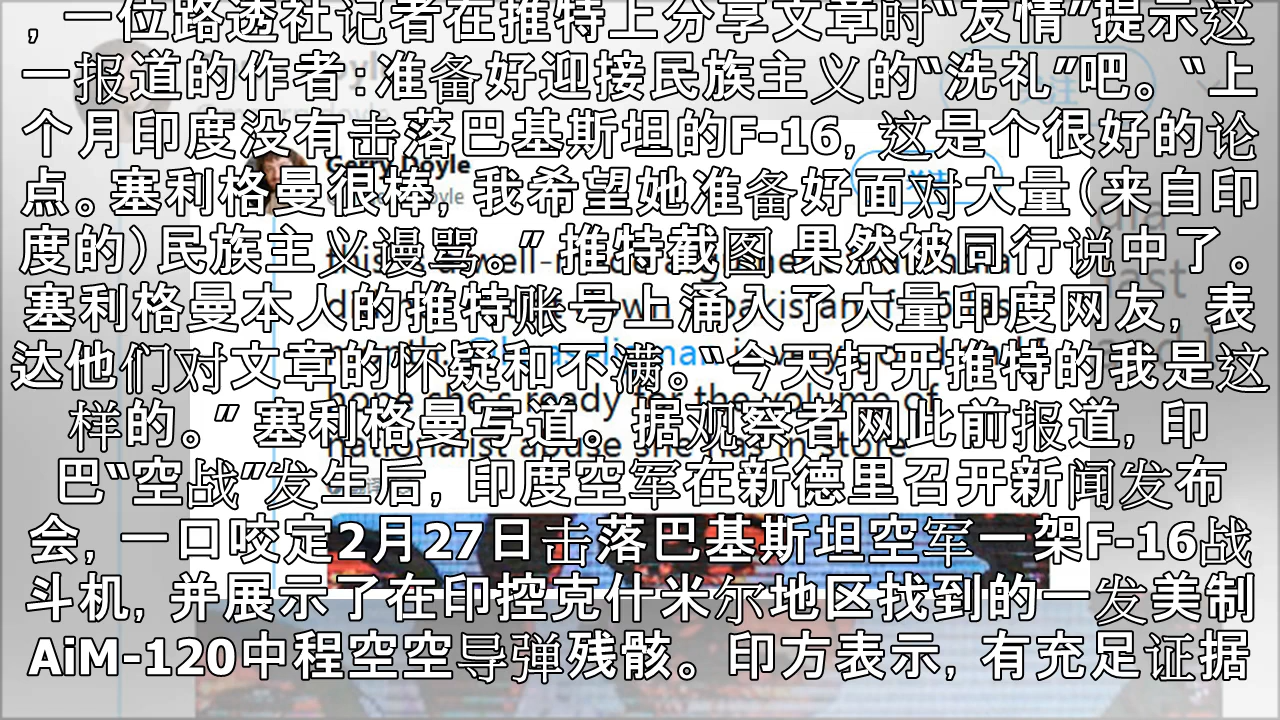 ，一位路透社记者在推特上分享文章时“友情”提示这
一报道的作者：准备好迎接民族主义的“洗礼”吧。“上
个月印度没有击落巴基斯坦的F-16，这是个很好的论
点。塞利格曼很棒，我希望她准备好面对大量（来自印
度的）民族主义谩骂。” 推特截图 果然被同行说中了。
塞利格曼本人的推特账号上涌入了大量印度网友，表
达他们对文章的怀疑和不满。“今天打开推特的我是这
样的。” 塞利格曼写道。据观察者网此前报道，印
巴“空战”发生后，印度空军在新德里召开新闻发布
会，一口咬定2月27日击落巴基斯坦空军一架F-16战
斗机，并展示了在印控克什米尔地区找到的一发美制
AiM-120中程空空导弹残骸。印方表示，有充足证据
Gerry Doyle
nationalist abuse she has in store